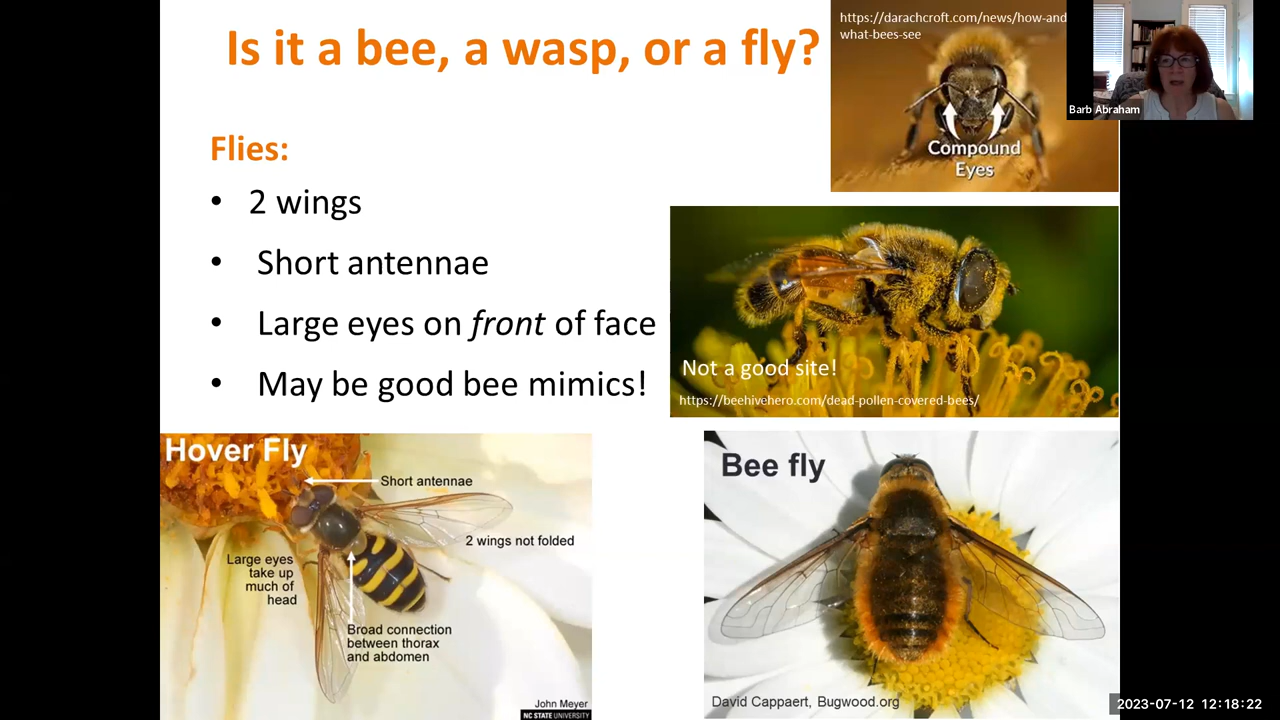 Is it a bee, a wasp, or a fly?
https://darachcroft.com/news/how-and
what-bees-see
Compound
Eyes
Barb Abraham
Flies:
• 2 wings
• Short antennae
• Large eyes on front of face
• May be good bee mimics!
Not a good site!
https://beehivehero.com/dead-pollen-covered-bees/
Hover Fly
Short antennae
2 wings not folded
Large eyes
take up
much of
head
Broad connection
between thorax
and abdomen
John Meyer
NC STATE UNIVERSITY
Bee fly
David Cappaert, Bugwood.org
2023-07-12 12:18:22